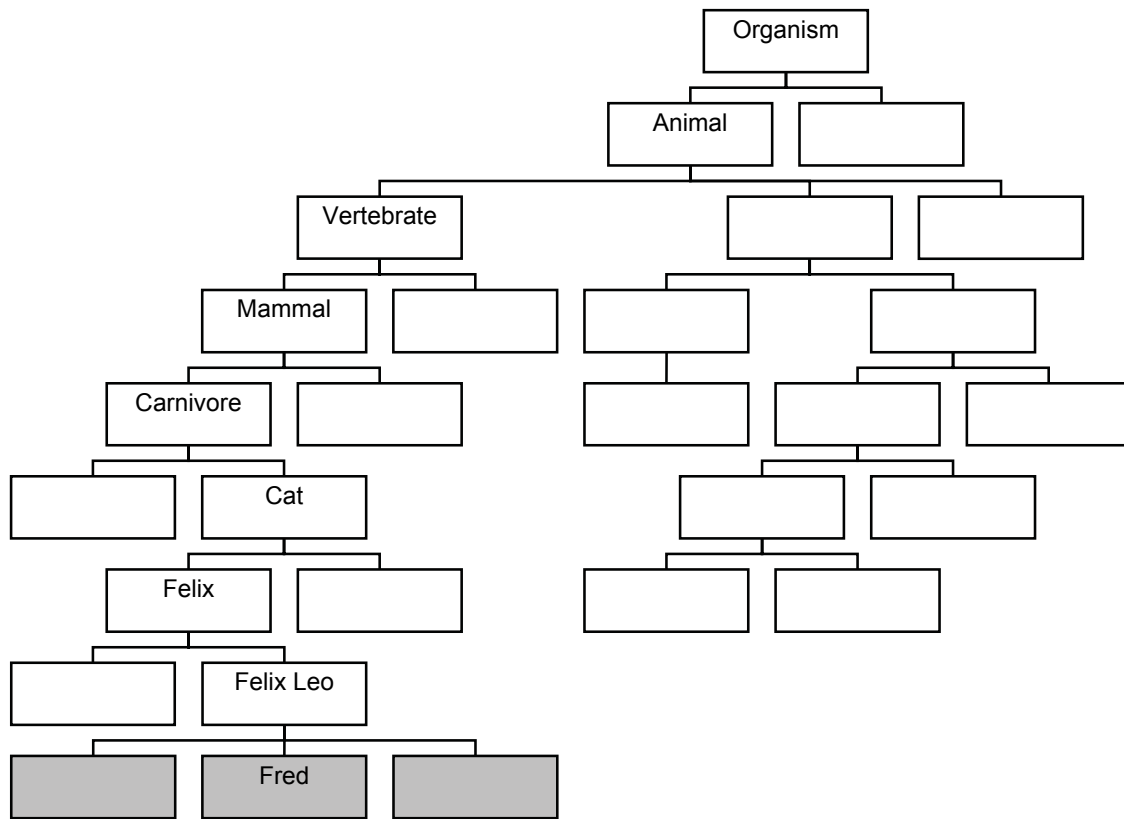 Organism
Animal
Vertebrate
Mammal
Carnivore
Cat
Felix
Felix Leo
Fred